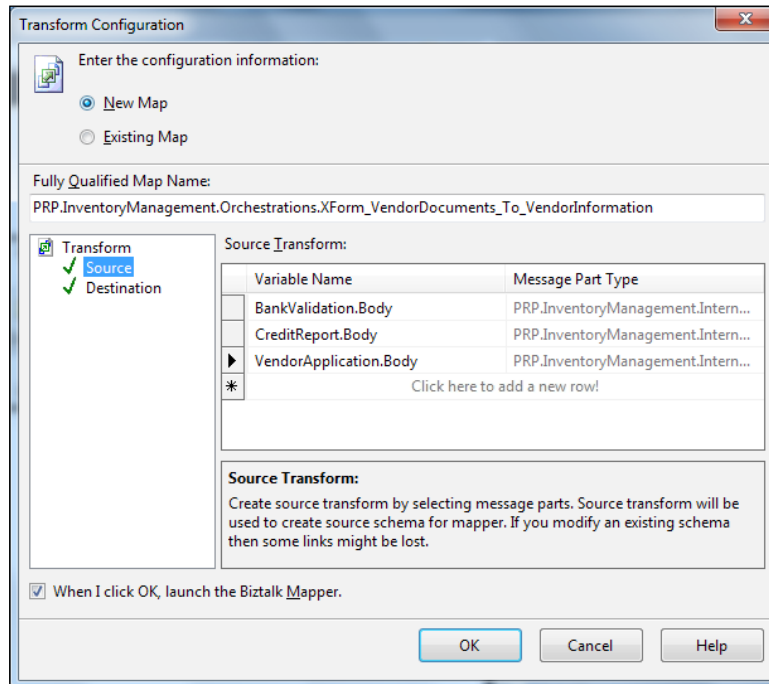 Transform Configuration
Enter the configuration information:
New Map
Existing Map
Fully Qualified Map Name:
PRP.InventoryManagement.Orchestrations.XForm_VendorDocuments_To_VendorInformation
Transform
Source
Destination
Source Transform:
Variable Name Message Part Type
BankValidation.Body PRP.InventoryManagement.Intern...
CreditReport.Body PRP.InventoryManagement.Intern...
VendorApplication.Body PRP.InventoryManagement.Intern...
Click here to add a new row!
Source Transform:
Create source transform by selecting message parts. Source transform will be
used to create source schema for mapper. If you modify an existing schema
then some links might be lost.
When I click OK, launch the Biztalk Mapper.
OK Cancel Help